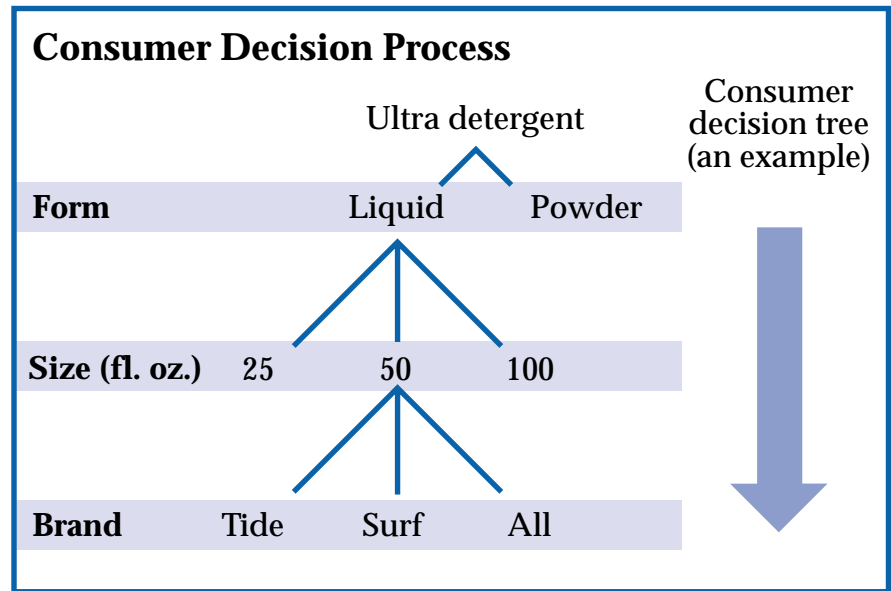 Consumer Decision Process
Consumer
decision tree
(an example)
Ultra detergent
Form Liquid Powder
Size (fl. oz.) 25 50 100
Brand Tide Surf All